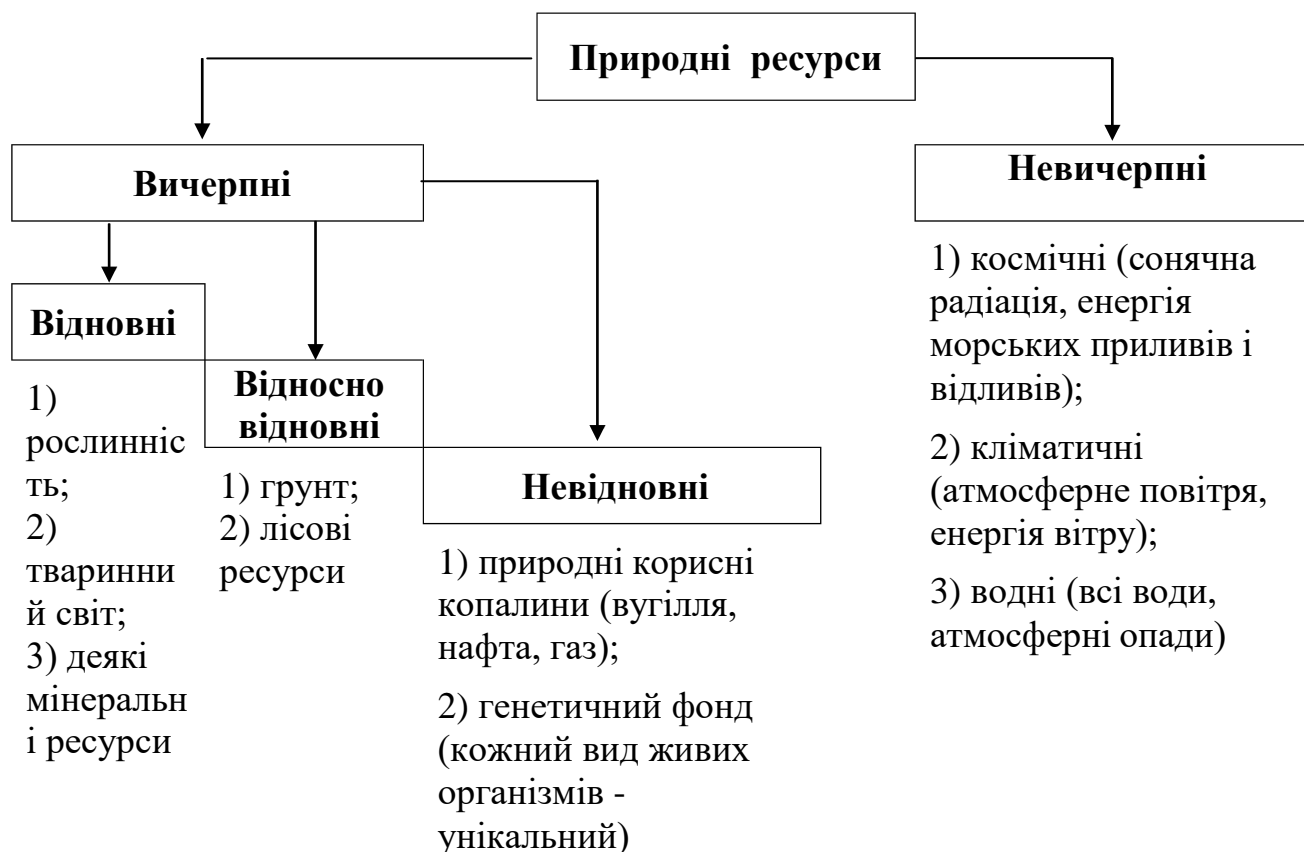 Природні ресурси
Вичерпні
Невичерпні
Відновні
1)
рослинніс
ть;
2)
тваринни
й світ;
3) деякі
мінеральн
і ресурси
Відносно
відновні
1) грунт;
2) лісові
ресурси
Невідновні
1) природні корисні
копалини (вугілля,
нафта, газ);
2) генетичний фонд
(кожний вид живих
організмів -
унікальний)
1) космічні (сонячна
радіація, енергія
морських приливів і
відливів);
2) кліматичні
(атмосферне повітря,
енергія вітру);
3) водні (всі води,
атмосферні опади)